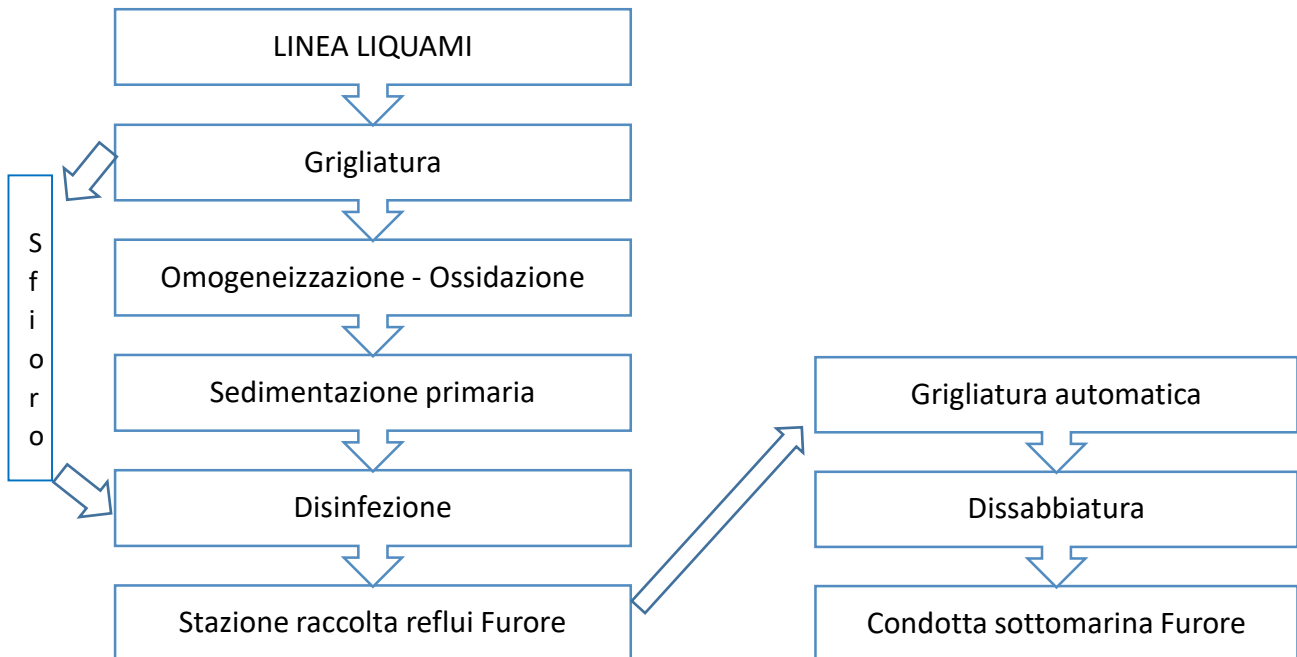 LINEA LIQUAMI
Grigliatura
S
f
i
o
r
o
Omogeneizzazione - Ossidazione
Sedimentazione primaria
Disinfezione
Stazione raccolta reflui Furore
Grigliatura automatica
Dissabbiatura
Condotta sottomarina Furore